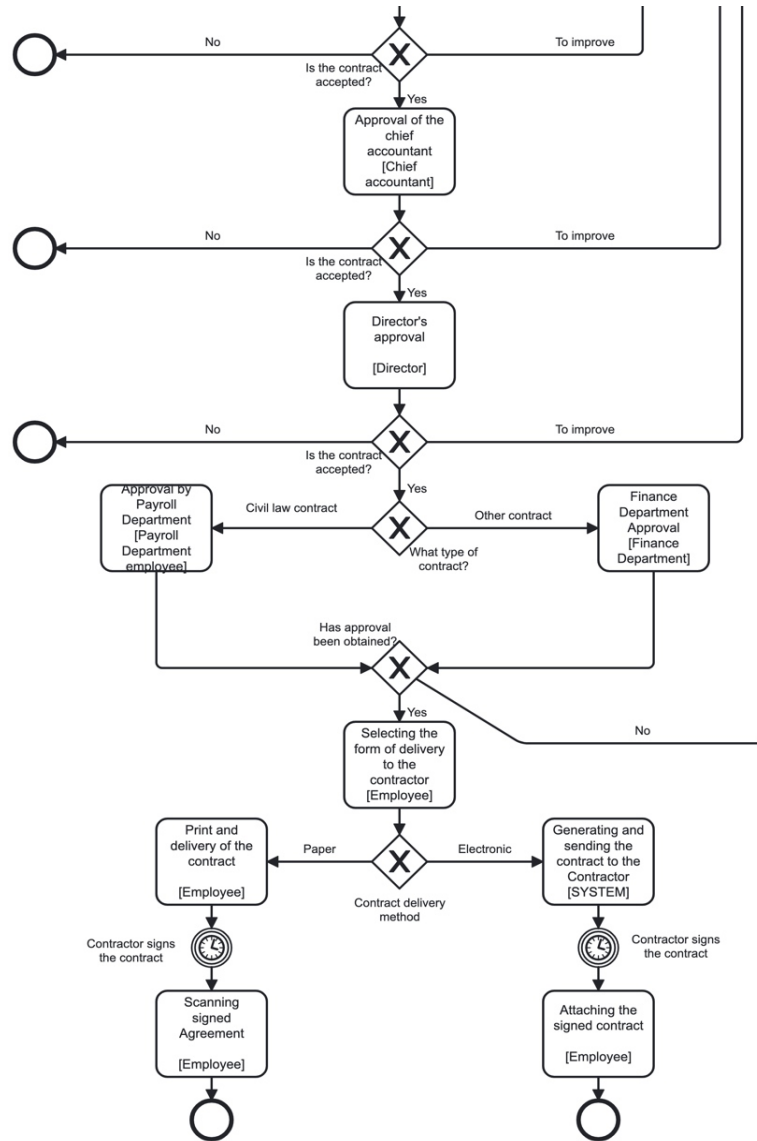 No
To improve
Is the contract
accepted?
Yes
Approval of the
chief
accountant
[Chief
accountant]
No
To improve
Is the contract
accepted?
Yes
Director's
approval
[Director]
No
To improve
Is the contract
accepted?
Yes
Approval by
Payroll
Department
[Payroll
Department
employee]
Civil law contract
Other contract
What type of
contract?
Finance
Department
Approval
[Finance
Department]
Has approval
been obtained?
Yes
No
Selecting the
form of delivery
to the
contractor
[Employee]
Print and
delivery of the
contract
[Employee]
Paper
Electronic
Contract delivery
method
Generating and
sending the
contract to the
Contractor
[SYSTEM]
Contractor signs
the contract
Contractor signs
the contract
Scanning
signed
Agreement
[Employee]
Attaching the
signed contract
[Employee]